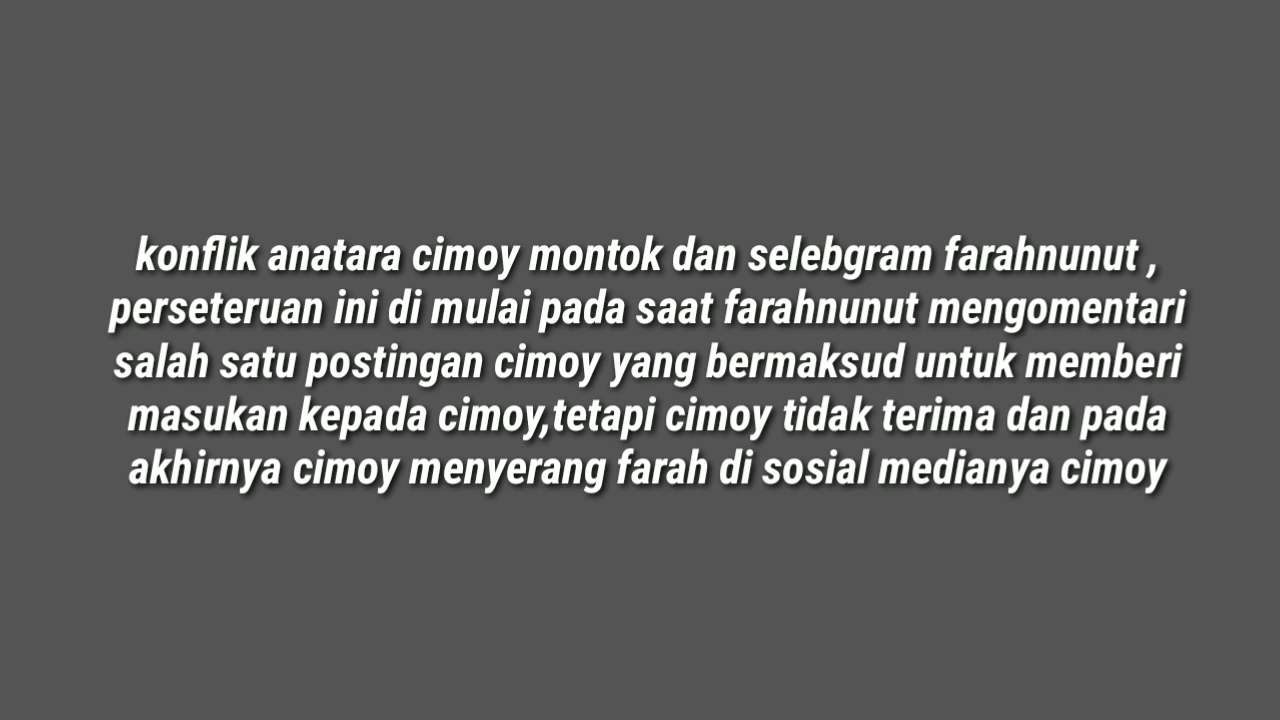 konflik anatara cimoy montok dan selebgram farahnunut ,
perseteruan ini di mulai pada saat farahnunut mengomentari
salah satu postingan cimoy yang bermaksud untuk memberi
masukan kepada cimoy,tetapi cimoy tidak terima dan pada
akhirnya cimoy menyerang farah di sosial medianya cimoy